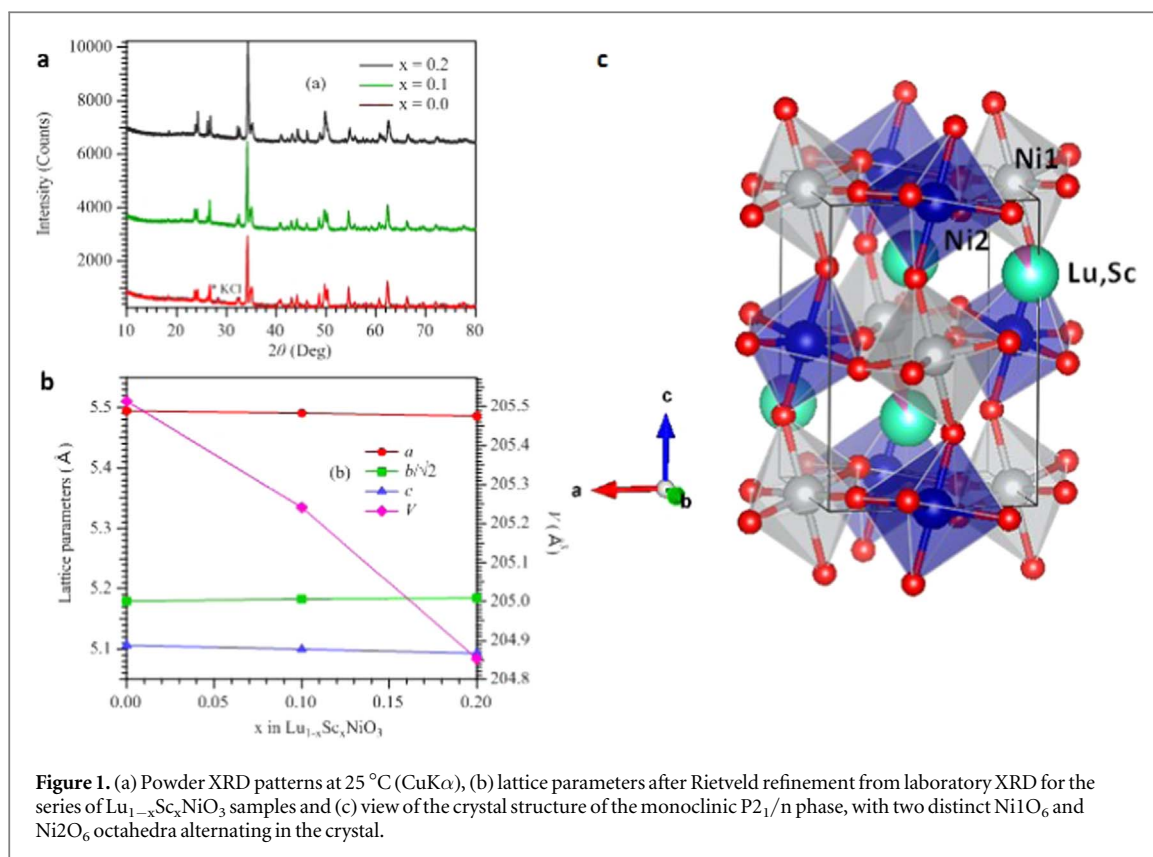 a
10000
8000
6000
4000
2000
Intensity (Counts)
(a)
x = 0.2
x = 0.1
x = 0.0
* KCl
10 20 30 40 50 60 70 80
2θ (Deg)
b
5.5
5.4
5.3
5.2
5.1
Lattice parameters (Å)
(b)
a
b/√2
c
V
205.5
205.4
205.3
205.2
205.1
205.0
204.9
204.8
V (Å³)
0.00 0.05 0.10 0.15 0.20
x in Lu₁₋ₓScₓNiO₃
c
Ni1
Ni2
Lu,Sc
c
a
b
Figure 1. (a) Powder XRD patterns at 25 °C (CuKα), (b) lattice parameters after Rietveld refinement from laboratory XRD for the
series of Lu₁₋ₓScₓNiO₃ samples and (c) view of the crystal structure of the monoclinic P2₁/n phase, with two distinct Ni1O₆ and
Ni2O₆ octahedra alternating in the crystal.